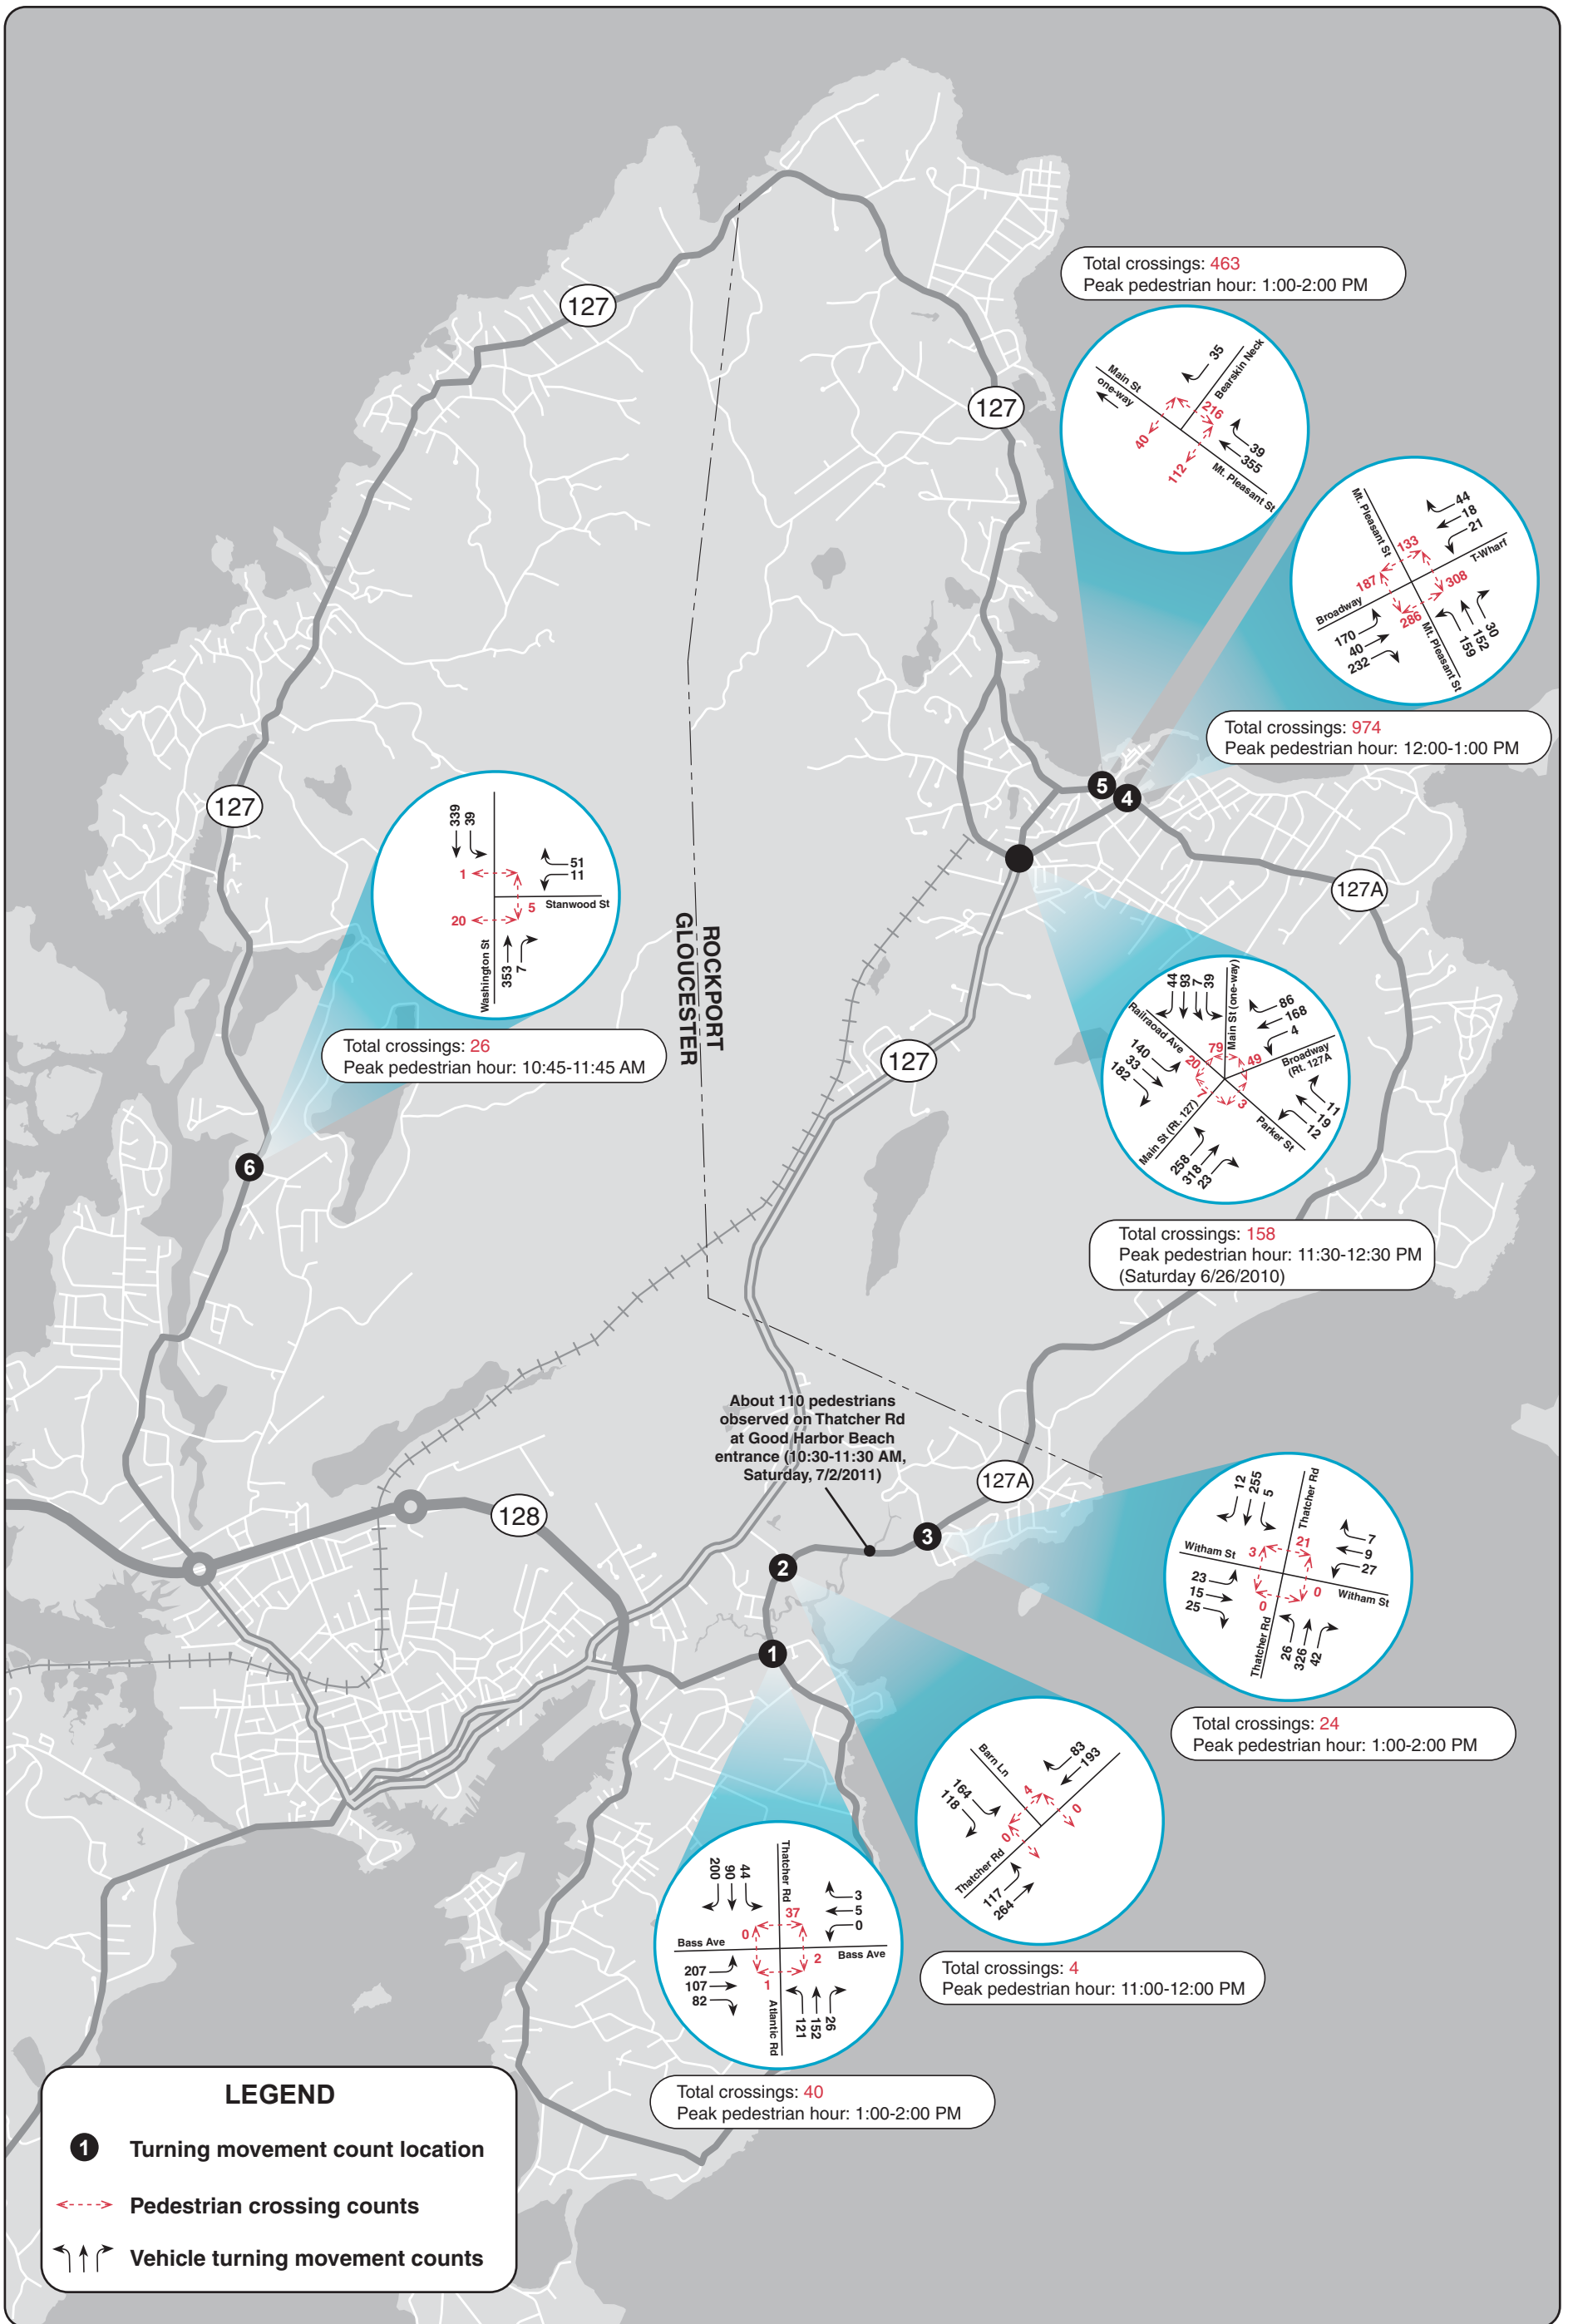 Total crossings: 463
Peak pedestrian hour: 1:00-2:00 PM
127
35
Main St
one-way
Bearskin Neck
216
40
39
355
112
Mt. Pleasant St
127
Mt. Pleasant St
44
18
21
133
T-Wharf
187
308
Broadway
286
170
40
232
Mt. Pleasant St
159
152
30
Total crossings: 974
Peak pedestrian hour: 12:00-1:00 PM
5
4
127
339
39
51
11
1
Stanwood St
5
20
Washington St
353
7
127A
ROCKPORT
GLOUCESTER
44
93
7
39
Main St (one-way)
86
168
4
Railraoad Ave
79
49
Broadway
(Rt. 127A
20
140
33
182
7
3
11
19
12
Main St (Rt. 127)
Parker St
258
318
23
Total crossings: 26
Peak pedestrian hour: 10:45-11:45 AM
127
6
Total crossings: 158
Peak pedestrian hour: 11:30-12:30 PM
(Saturday 6/26/2010)
About 110 pedestrians
observed on Thatcher Rd
at Good Harbor Beach
entrance (10:30-11:30 AM,
Saturday, 7/2/2011)
127A
128
3
2
1
12
255
5
Thatcher Rd
7
9
27
Witham St
3
21
23
15
25
0
0
Witham St
Thatcher Rd
26
326
42
Total crossings: 24
Peak pedestrian hour: 1:00-2:00 PM
Barn Ln
83
193
164
118
4
0
0
Thatcher Rd
117
264
Total crossings: 4
Peak pedestrian hour: 11:00-12:00 PM
200
90
44
Thatcher Rd
3
5
0
37
0
Bass Ave
Bass Ave
2
207
107
82
1
Atlantic Rd
121
152
26
Total crossings: 40
Peak pedestrian hour: 1:00-2:00 PM
LEGEND
1 Turning movement count location
Pedestrian crossing counts
Vehicle turning movement counts